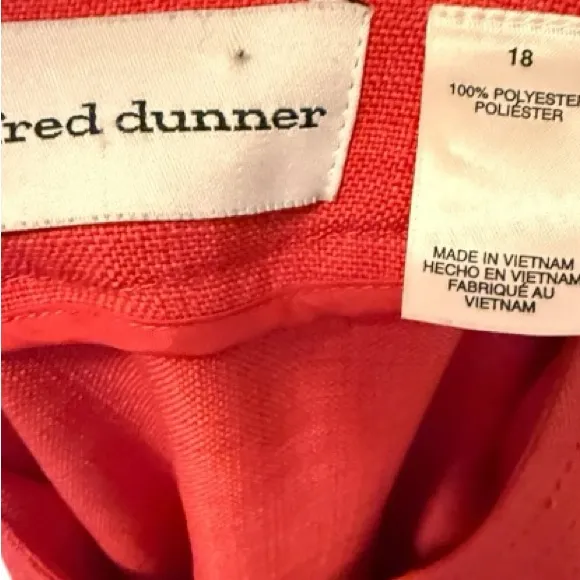 fred dunner
18
100% POLYESTER
POLIÉSTER
MADE IN VIETNAM
HECHO EN VIETNAM
FABRIQUÉ AU
VIETNAM